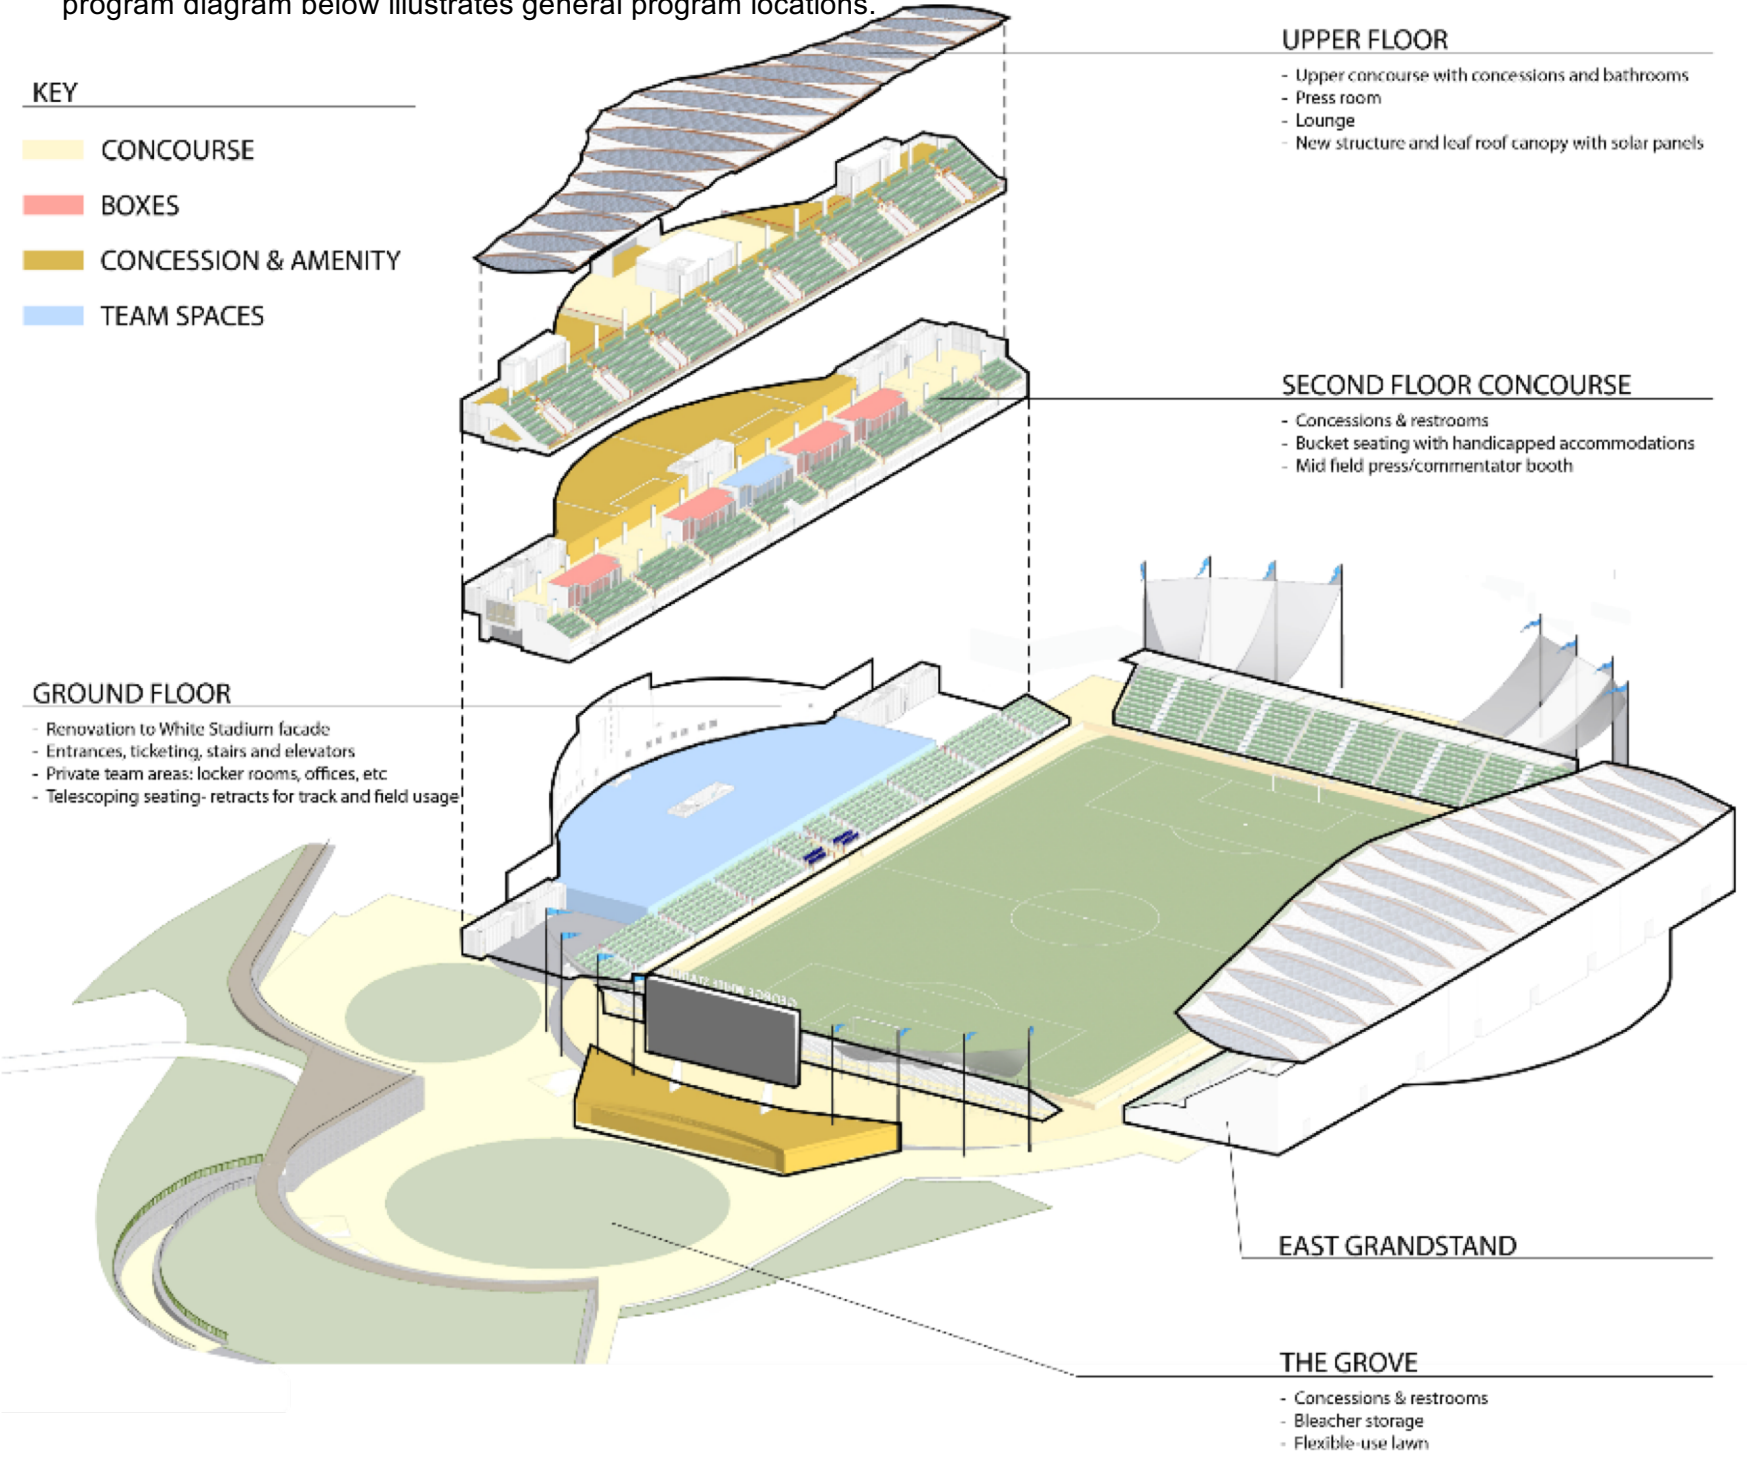 program diagram below illustrates general program locations.
KEY
CONCOURSE
BOXES
CONCESSION & AMENITY
TEAM SPACES
UPPER FLOOR
- Upper concourse with concessions and bathrooms
- Press room
- Lounge
- New structure and leaf roof canopy with solar panels
SECOND FLOOR CONCOURSE
- Concessions & restrooms
- Bucket seating with handicapped accommodations
- Mid field press/commentator booth
GROUND FLOOR
- Renovation to White Stadium facade
- Entrances, ticketing, stairs and elevators
- Private team areas: locker rooms, offices, etc
- Telescoping seating- retracts for track and field usage
EAST GRANDSTAND
THE GROVE
- Concessions & restrooms
- Bleacher storage
- Flexible-use lawn